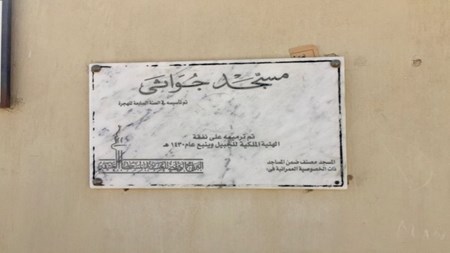 مسجد جُوَاثى
تم تأسيسه في السنة السابعة للهجرة
تم ترميمه على نفقة
الهيئة الملكية للجبيل وينبع عام ١٤٣٠ هـ
المسجد مصنف ضمن المساجد
ذات الخصوصية العمرانية في: